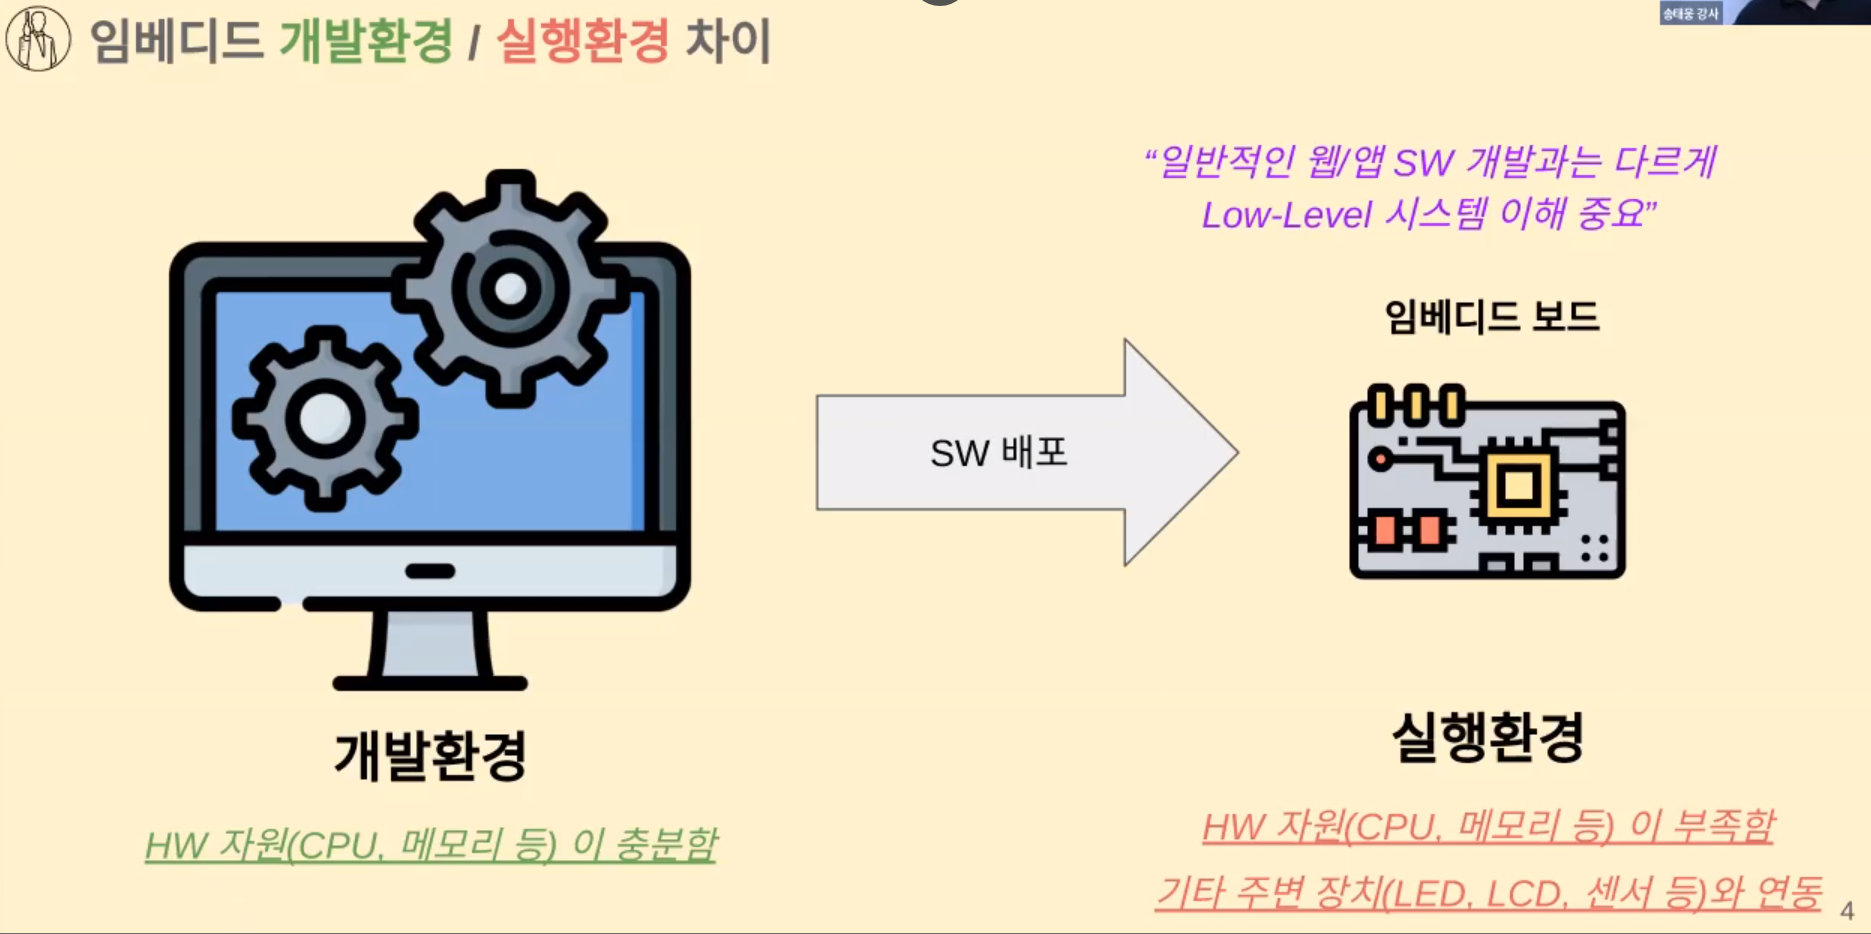 송태웅 강사
임베디드 개발환경 / 실행환경 차이
“일반적인 웹/앱 SW 개발과는 다르게
Low-Level 시스템 이해 중요”
임베디드 보드
SW 배포
개발환경
실행환경
HW 자원(CPU, 메모리 등) 이 충분함
HW 자원(CPU, 메모리 등) 이 부족함
기타 주변 장치(LED, LCD, 센서 등)와 연동
4